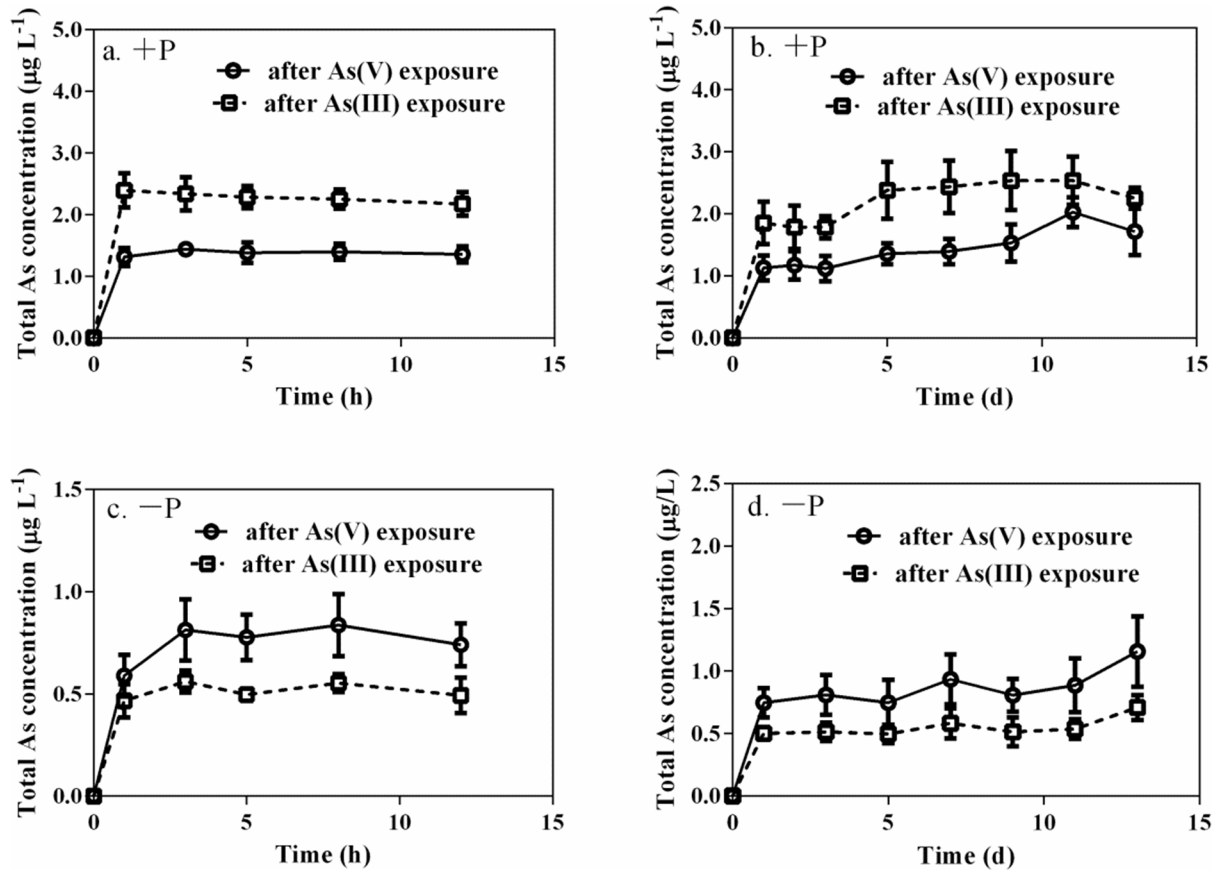 a. +P
after As(V) exposure
after As(III) exposure
Total As concentration (μg L-1)
5.0
4.0
3.0
2.0
1.0
0.0
0 5 10 15
Time (h)
b. +P
after As(V) exposure
after As(III) exposure
Total As concentration (μg L-1)
5.0
4.0
3.0
2.0
1.0
0.0
0 5 10 15
Time (d)
c. −P
after As(V) exposure
after As(III) exposure
Total As concentration (μg L-1)
1.5
1.0
0.5
0.0
0 5 10 15
Time (h)
d. −P
after As(V) exposure
after As(III) exposure
Total As concentration (μg/L)
2.5
2.0
1.5
1.0
0.5
0.0
0 5 10 15
Time (d)